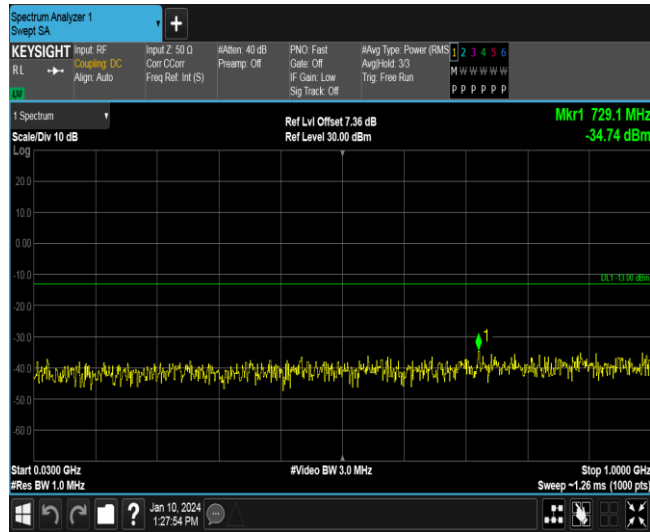 Spectrum Analyzer 1
Swept SA
+
KEYSIGHT
RL
LXI
Input: RF
Coupling: DC
Align: Auto
Input Z: 50 Ω
Corr CCorr
Freq Ref: Int (S)
#Atten: 40 dB
Preamp: Off
PNO: Fast
Gate: Off
IF Gain: Low
Sig Track: Off
#Avg Type: Power (RMS
Avg|Hold: 3/3
Trig: Free Run
1 2 3 4 5 6
M W W W W W
P P P P P P
1 Spectrum
Scale/Div 10 dB
Log
Ref Lvl Offset 7.36 dB
Ref Level 30.00 dBm
Mkr1 729.1 MHz
-34.74 dBm
20.0
10.0
0.00
-10.0
DL1 -13.00 dBm
-20.0
-30.0
1
-40.0
-50.0
-60.0
Start 0.0300 GHz
#Res BW 1.0 MHz
#Video BW 3.0 MHz
Stop 1.0000 GHz
Sweep ~1.26 ms (1000 pts)
?
Jan 10, 2024
1:27:54 PM